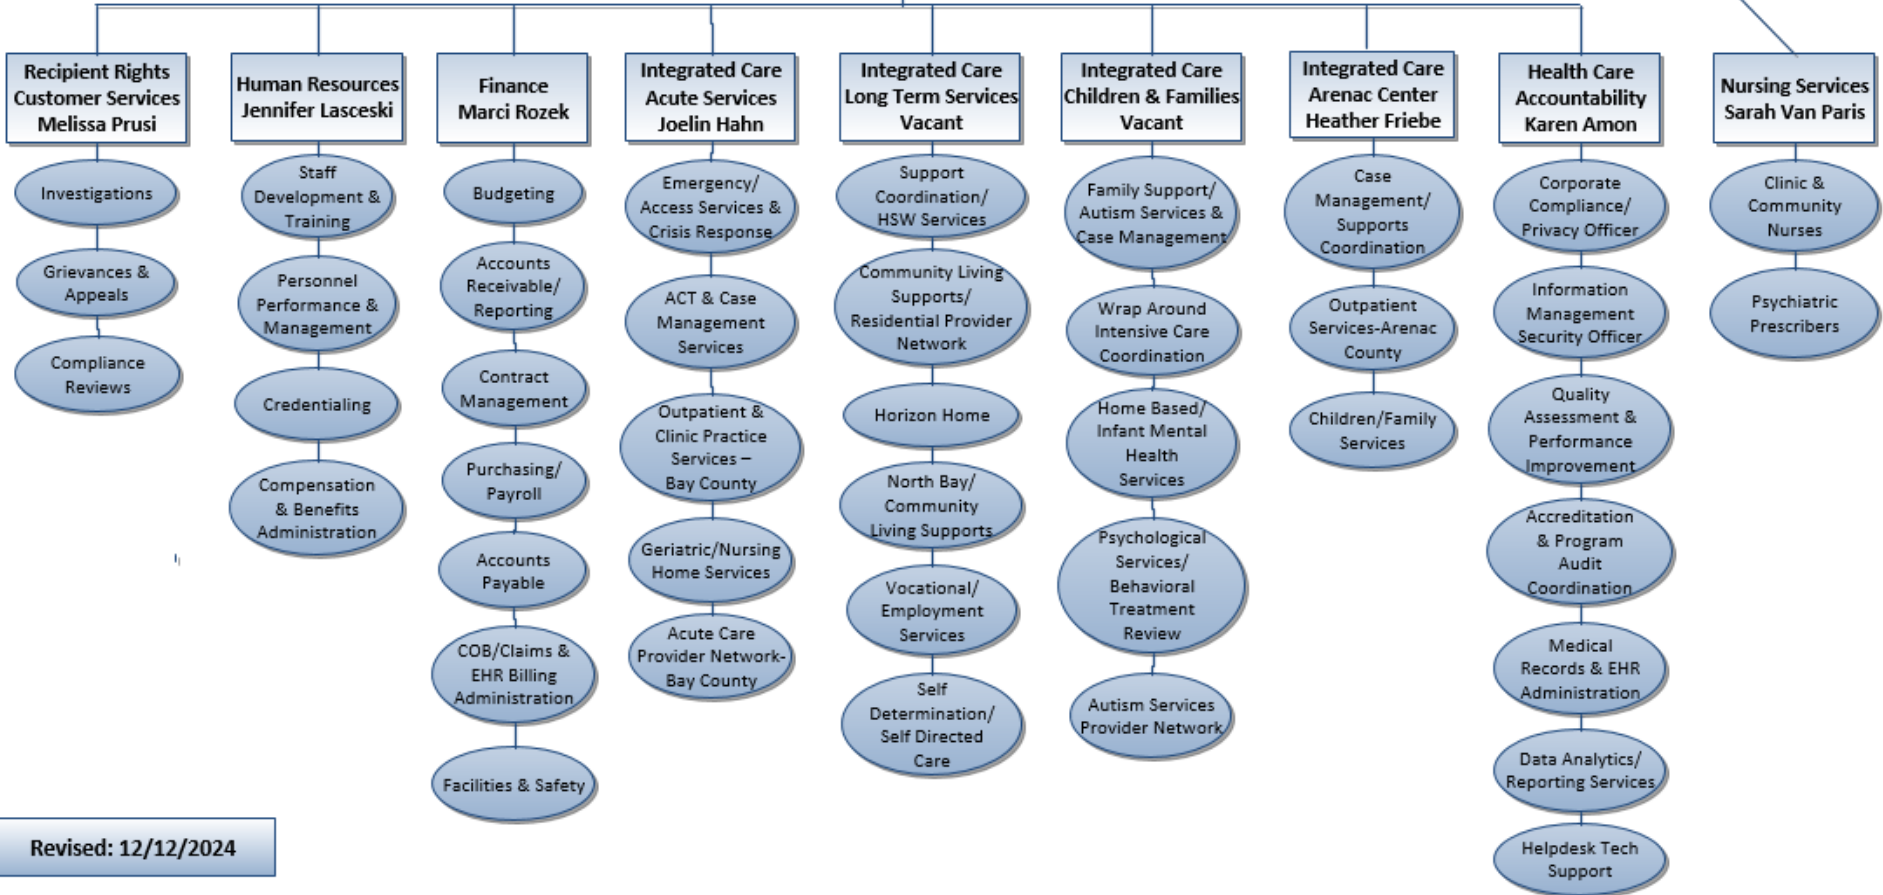 Recipient Rights
Customer Services
Melissa Prusi
Investigations
Grievances &
Appeals
Compliance
Reviews
Human Resources
Jennifer Lasceski
Staff
Development &
Training
Personnel
Performance &
Management
Credentialing
Compensation
& Benefits
Administration
Finance
Marci Rozek
Budgeting
Accounts
Receivable/
Reporting
Contract
Management
Purchasing/
Payroll
Accounts
Payable
COB/Claims &
EHR Billing
Administration
Facilities & Safety
Integrated Care
Acute Services
Joelin Hahn
Emergency/
Access Services &
Crisis Response
ACT & Case
Management
Services
Outpatient &
Clinic Practice
Services –
Bay County
Geriatric/Nursing
Home Services
Acute Care
Provider Network-
Bay County
Integrated Care
Long Term Services
Vacant
Support
Coordination/
HSW Services
Community Living
Supports/
Residential Provider
Network
Horizon Home
North Bay/
Community
Living Supports
Vocational/
Employment
Services
Self
Determination/
Self Directed
Care
Integrated Care
Children & Families
Vacant
Family Support/
Autism Services &
Case Management
Wrap Around
Intensive Care
Coordination
Home Based/
Infant Mental
Health
Services
Psychological
Services/
Behavioral
Treatment
Review
Autism Services
Provider Network
Integrated Care
Arenac Center
Heather Friebe
Case
Management/
Supports
Coordination
Outpatient
Services-Arenac
County
Children/Family
Services
Health Care
Accountability
Karen Amon
Corporate
Compliance/
Privacy Officer
Information
Management
Security Officer
Quality
Assessment &
Performance
Improvement
Accreditation
& Program
Audit
Coordination
Medical
Records & EHR
Administration
Data Analytics/
Reporting Services
Helpdesk Tech
Support
Nursing Services
Sarah Van Paris
Clinic &
Community
Nurses
Psychiatric
Prescribers
Revised: 12/12/2024